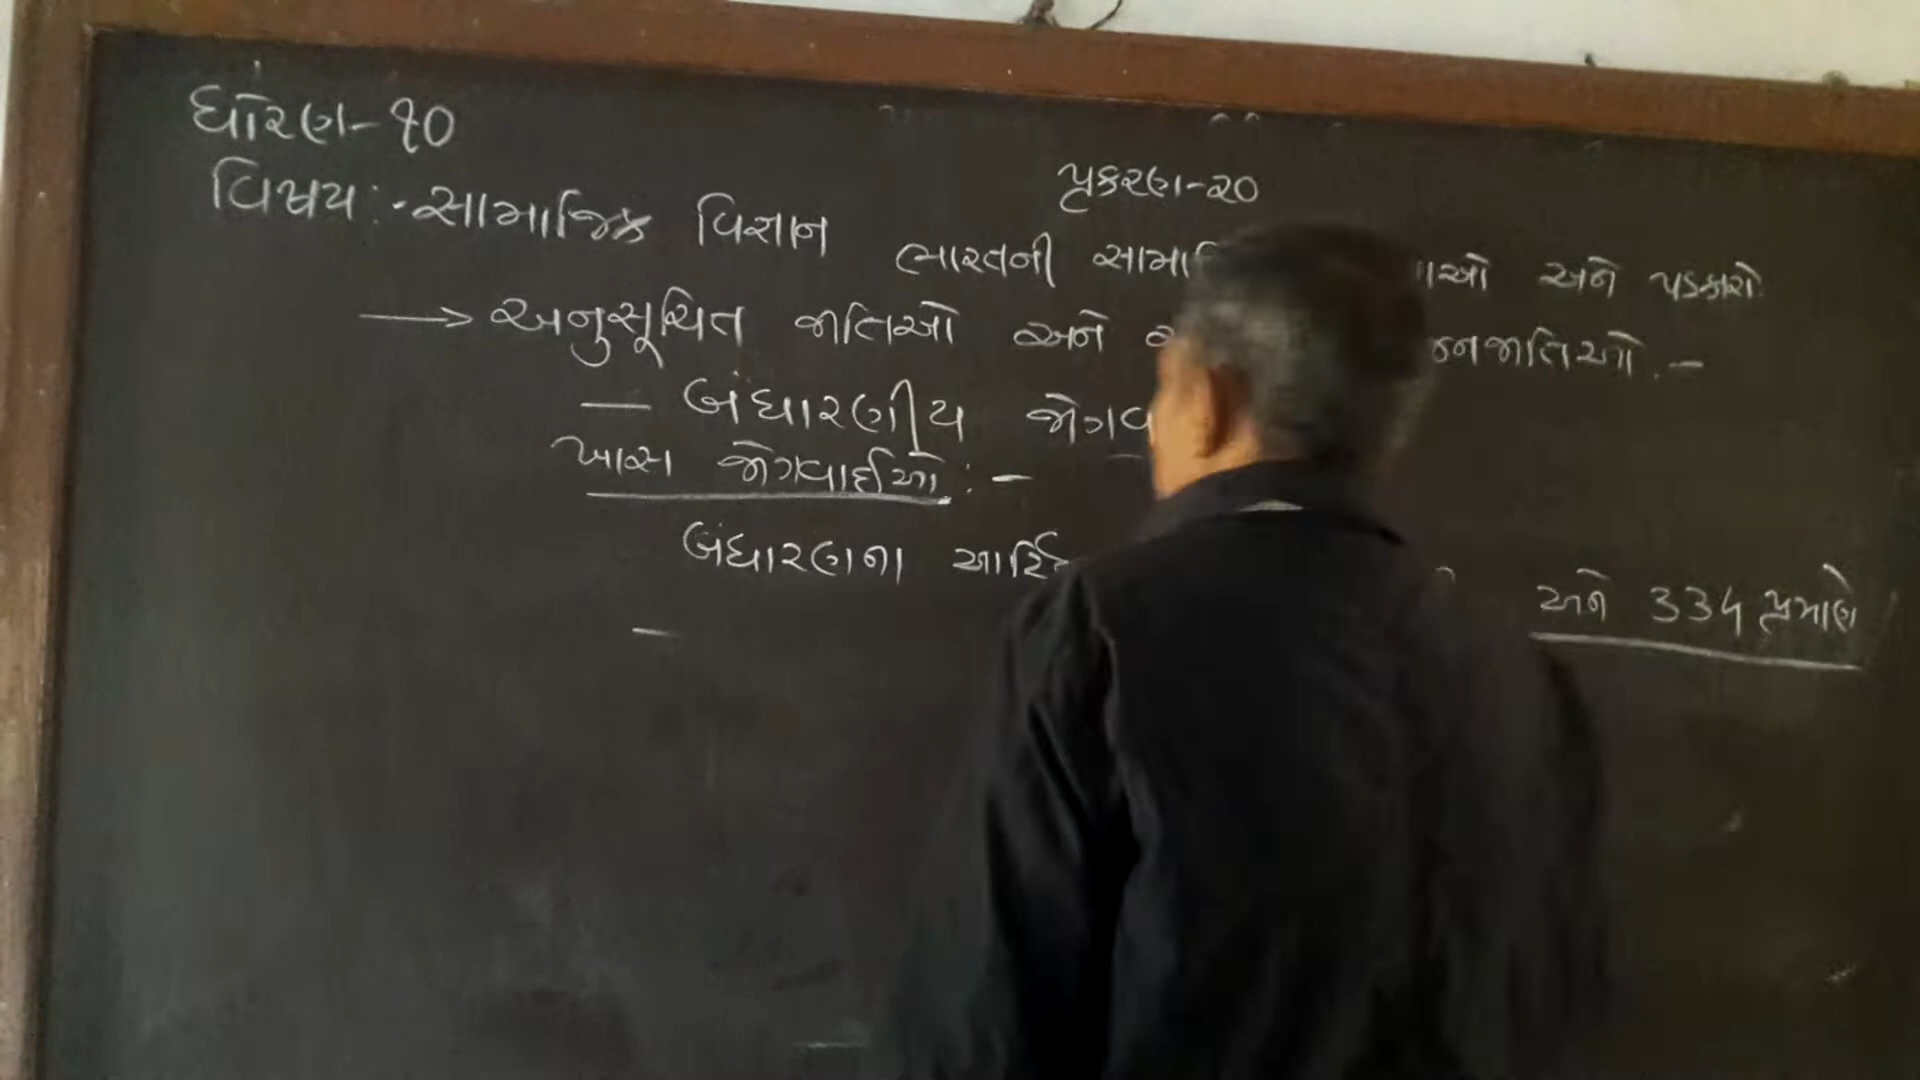 ધોરણ-૧૦
પ્રકરણ-૨૦
વિષય:-સામાજિક વિજ્ઞાન
ભારતની સામા ઓ અને પડકારો
→ અનુસૂચિત જાતિઓ અને જનજાતિઓ.-
— બંધારણીય જોગવ
ખાસ જોગવાઈઓ:-
બંધારણના આર્ટિ અને 334 પ્રમાણે
—